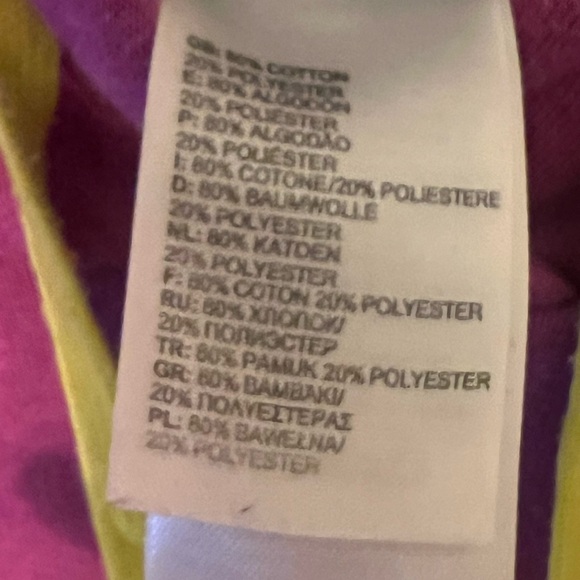 GB: 80% COTTON
20% POLYESTER
E: 80% ALGODÓN
20% POLIÉSTER
P: 80% ALGODÃO
20% POLIÉSTER
I: 80% COTONE/20% POLIESTERE
D: 80% BAUMWOLLE
20% POLYESTER
NL: 80% KATOEN
20% POLYESTER
F: 80% COTON 20% POLYESTER
RU: 80% ХЛОПОК/
20% ПОЛИЭСТЕР
TR: 80% PAMUK 20% POLYESTER
GR: 80% ΒΑΜΒΑΚΙ/
20% ΠΟΛΥΕΣΤΕΡΑΣ
PL: 80% BAWEŁNA/
20% POLYESTER